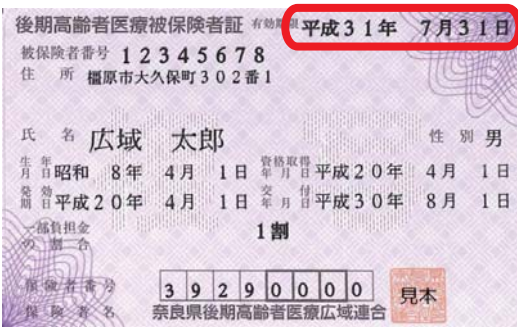 後期高齢者医療被保険者証 有効期限 平成31年 7月31日
被保険者番号 12345678
住所 橿原市大久保町302番1
氏名 広域 太郎 性別 男
生年月日 昭和 8年 4月 1日 資格取得年月日 平成20年 4月 1日
発効期日 平成20年 4月 1日 交付年月日 平成30年 8月 1日
一部負担金の割合 1割
保険者番号 39290000
保険者名 奈良県後期高齢者医療広域連合 見本